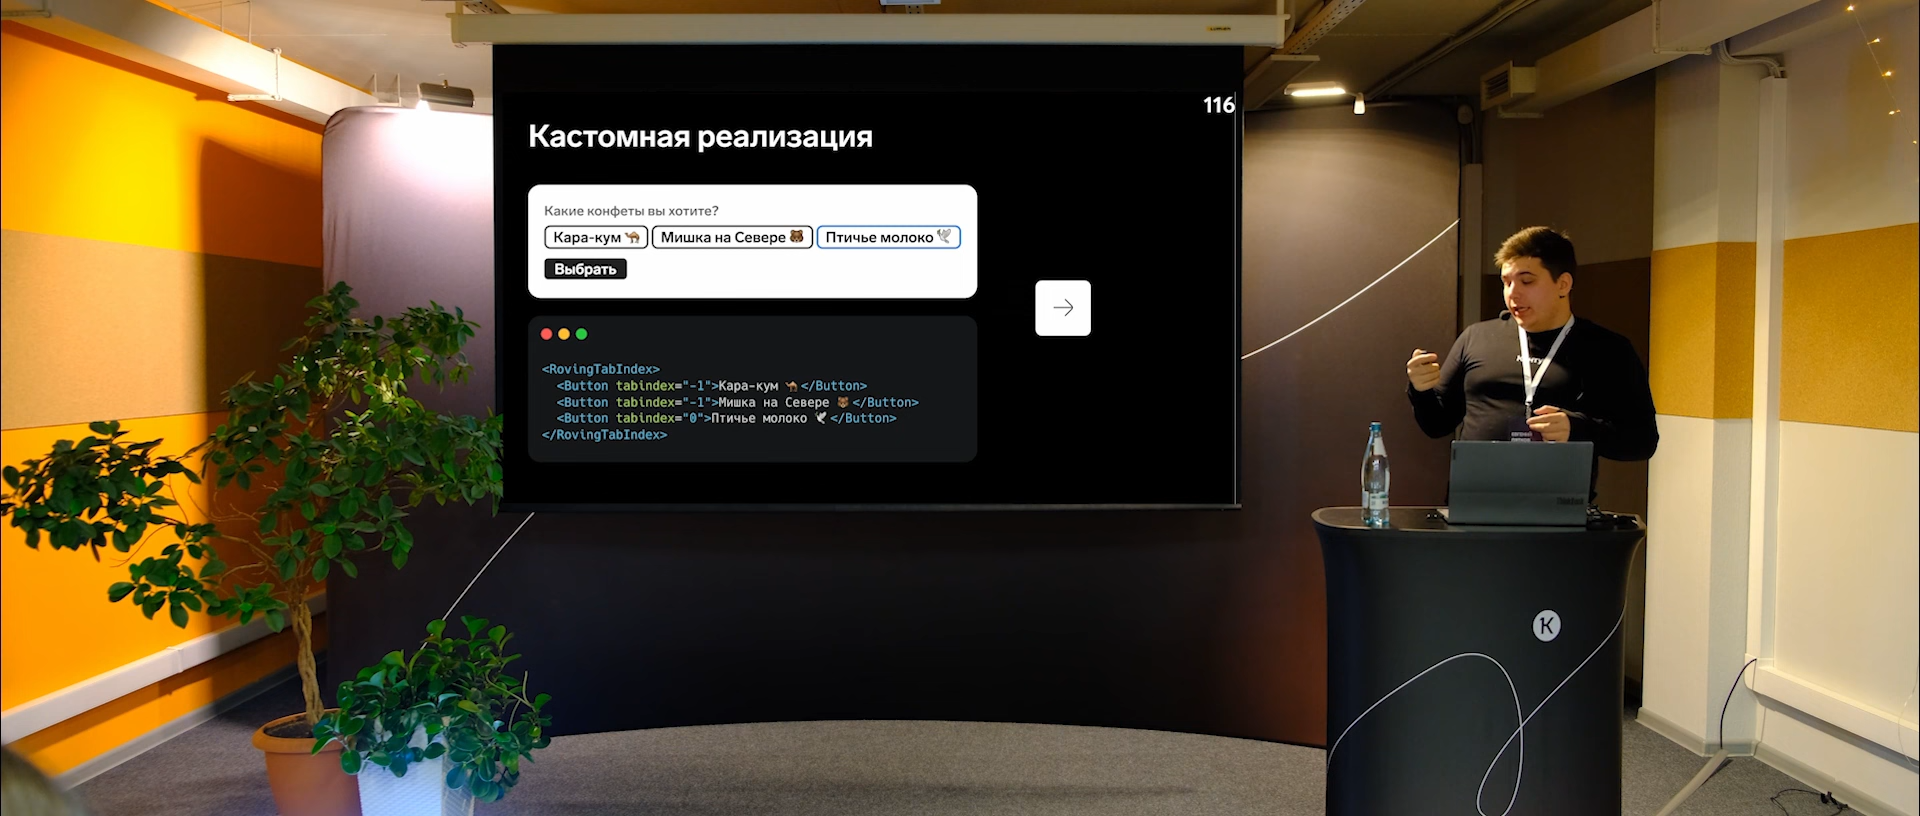 116
Кастомная реализация
Какие конфеты вы хотите?
Кара-кум 🐪 Мишка на Севере 🐻 Птичье молоко 🕊
Выбрать
<RovingTabIndex>
<Button tabindex="-1">Кара-кум 🐪 </Button>
<Button tabindex="-1">Мишка на Севере 🐻 </Button>
<Button tabindex="0">Птичье молоко 🕊 </Button>
</RovingTabIndex>
K